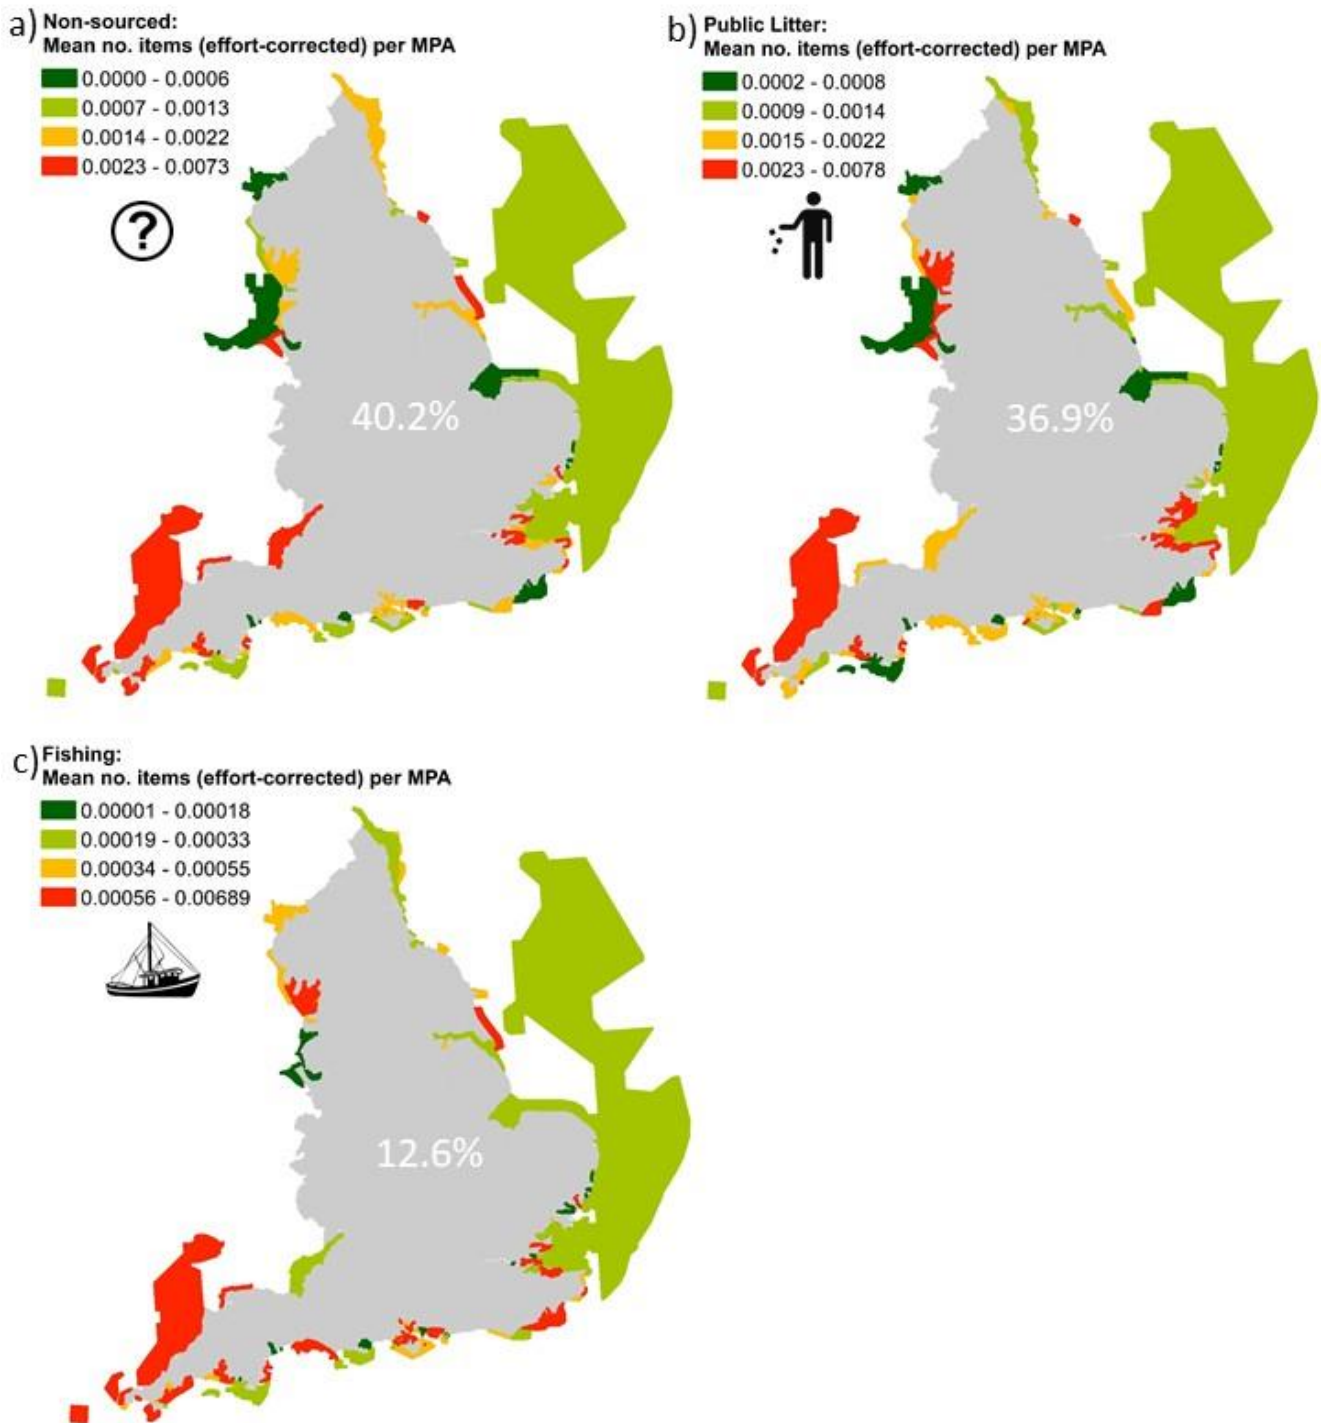 a) Non-sourced:
Mean no. items (effort-corrected) per MPA
0.0000 - 0.0006
0.0007 - 0.0013
0.0014 - 0.0022
0.0023 - 0.0073
?
40.2%
b) Public Litter:
Mean no. items (effort-corrected) per MPA
0.0002 - 0.0008
0.0009 - 0.0014
0.0015 - 0.0022
0.0023 - 0.0078
36.9%
c) Fishing:
Mean no. items (effort-corrected) per MPA
0.00001 - 0.00018
0.00019 - 0.00033
0.00034 - 0.00055
0.00056 - 0.00689
12.6%